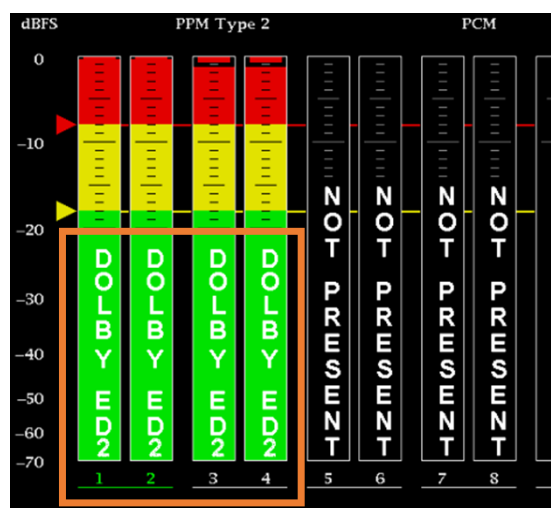 dBFS PPM Type 2 PCM
0
-10
-20
-30
-40
-50
-60
-70
DOLBY ED2
DOLBY ED2
DOLBY ED2
DOLBY ED2
NOT PRESENT
NOT PRESENT
NOT PRESENT
NOT PRESENT
1 2 3 4 5 6 7 8